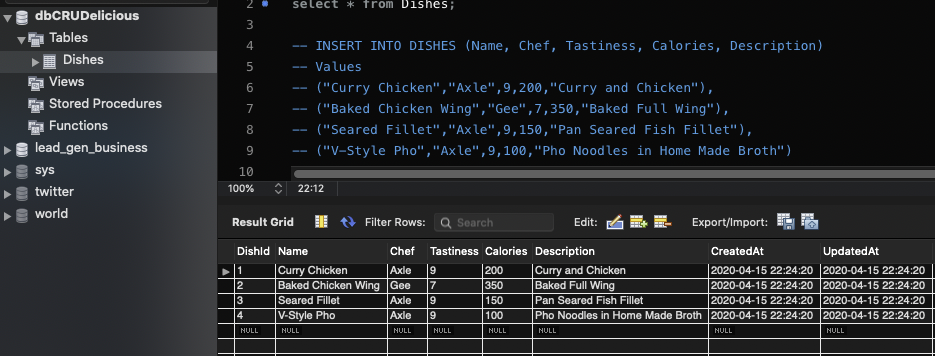 dbCRUDelicious
Tables
Dishes
Views
Stored Procedures
Functions
lead_gen_business
sys
twitter
world
2 select * from Dishes;
3
4 -- INSERT INTO DISHES (Name, Chef, Tastiness, Calories, Description)
5 -- Values
6 -- ("Curry Chicken","Axle",9,200,"Curry and Chicken"),
7 -- ("Baked Chicken Wing","Gee",7,350,"Baked Full Wing"),
8 -- ("Seared Fillet","Axle",9,150,"Pan Seared Fish Fillet"),
9 -- ("V-Style Pho","Axle",9,100,"Pho Noodles in Home Made Broth")
10
100% 22:12
Result Grid Filter Rows: Search Edit: Export/Import:
DishId Name Chef Tastiness Calories Description CreatedAt UpdatedAt
1 Curry Chicken Axle 9 200 Curry and Chicken 2020-04-15 22:24:20 2020-04-15 22:24:20
2 Baked Chicken Wing Gee 7 350 Baked Full Wing 2020-04-15 22:24:20 2020-04-15 22:24:20
3 Seared Fillet Axle 9 150 Pan Seared Fish Fillet 2020-04-15 22:24:20 2020-04-15 22:24:20
4 V-Style Pho Axle 9 100 Pho Noodles in Home Made Broth 2020-04-15 22:24:20 2020-04-15 22:24:20
NULL NULL NULL NULL NULL NULL NULL NULL